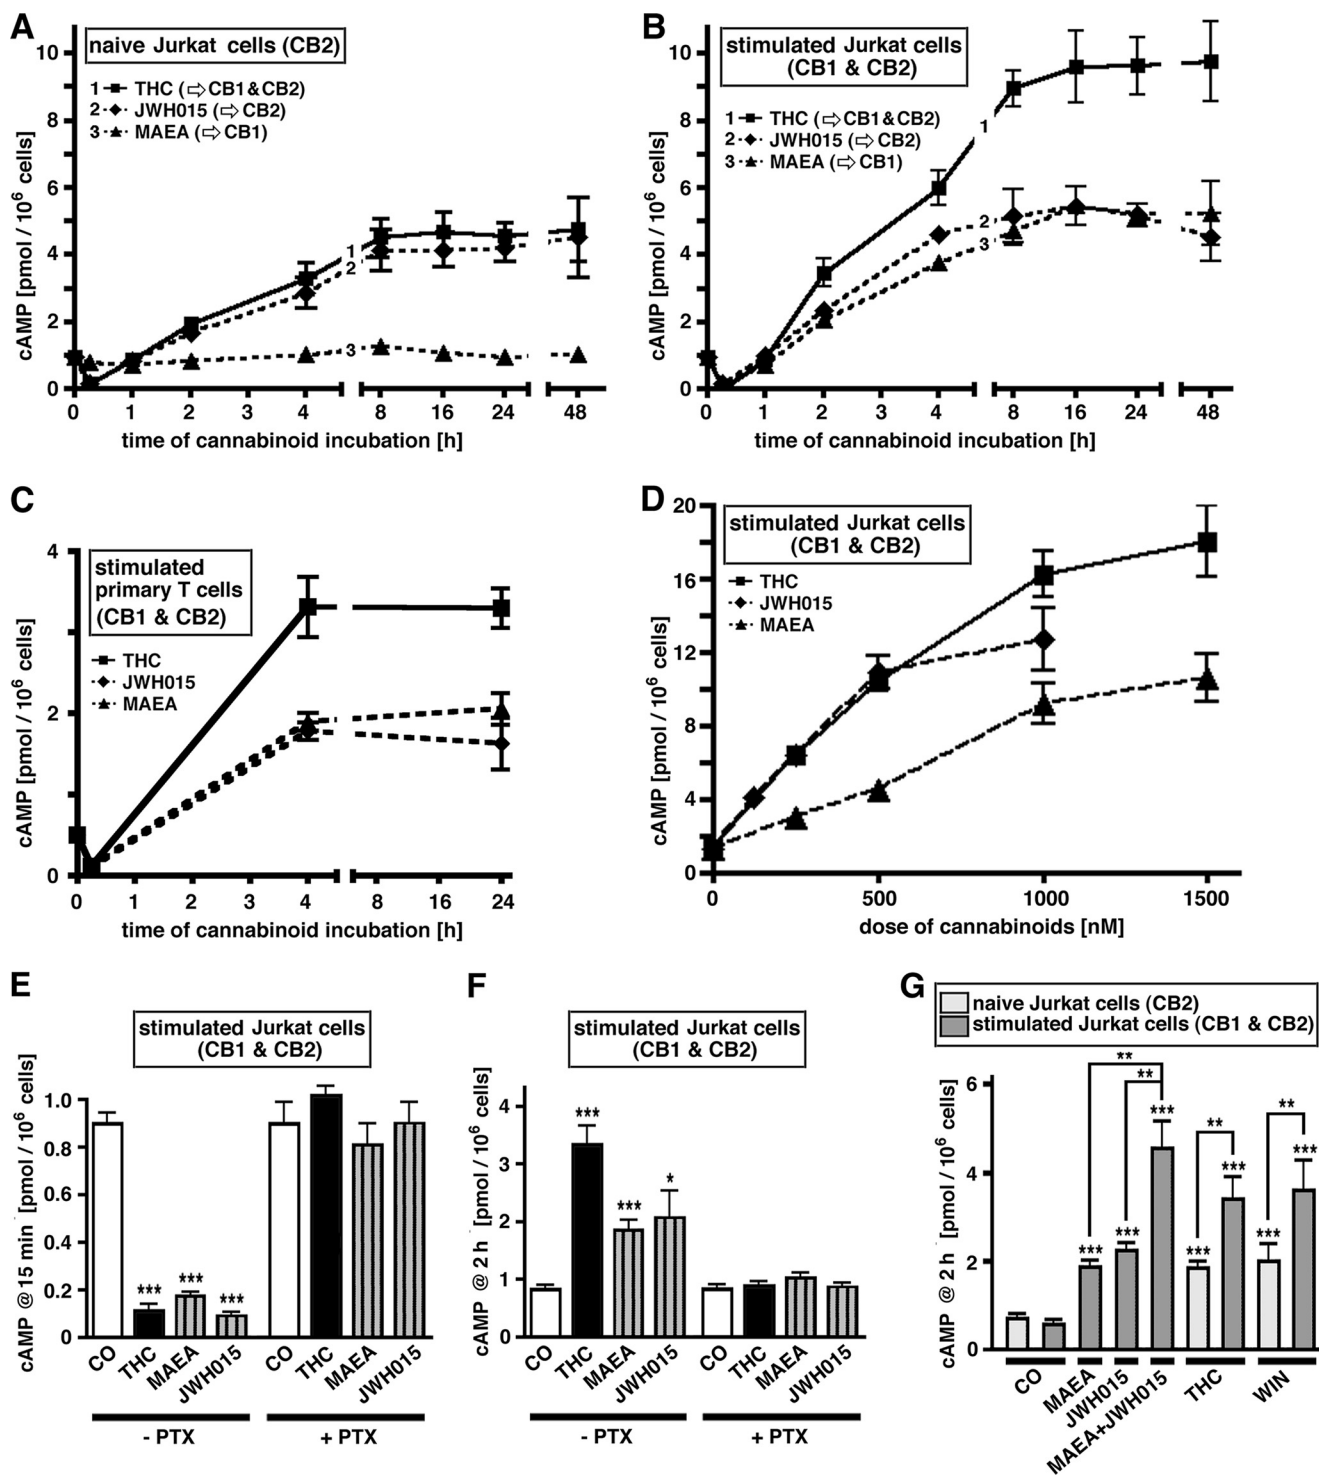 A
naive Jurkat cells (CB2)
1 THC (⇨CB1&CB2)
2 JWH015 (⇨CB2)
3 MAEA (⇨CB1)
cAMP [pmol / 10⁶ cells]
10
8
6
4
2
0
1
2
3
0 1 2 3 4 8 16 24 48
time of cannabinoid incubation [h]
B
stimulated Jurkat cells
(CB1 & CB2)
1 THC (⇨CB1&CB2)
2 JWH015 (⇨CB2)
3 MAEA (⇨CB1)
cAMP [pmol / 10⁶ cells]
10
8
6
4
2
0
1
2
3
0 1 2 3 4 8 16 24 48
time of cannabinoid incubation [h]
C
stimulated
primary T cells
(CB1 & CB2)
THC
JWH015
MAEA
cAMP [pmol / 10⁶ cells]
4
2
0
0 1 2 3 4 8 16 24
time of cannabinoid incubation [h]
D
stimulated Jurkat cells
(CB1 & CB2)
THC
JWH015
MAEA
cAMP [pmol / 10⁶ cells]
20
16
12
8
4
0
0 500 1000 1500
dose of cannabinoids [nM]
E
stimulated Jurkat cells
(CB1 & CB2)
cAMP @ 15 min [pmol / 10⁶ cells]
1.0
0.8
0.6
0.4
0.2
0
*** *** ***
CO THC MAEA JWH015 CO THC MAEA JWH015
- PTX + PTX
F
stimulated Jurkat cells
(CB1 & CB2)
cAMP @ 2 h [pmol / 10⁶ cells]
4
3
2
1
0
*** *** *
CO THC MAEA JWH015 CO THC MAEA JWH015
- PTX + PTX
G
naive Jurkat cells (CB2)
stimulated Jurkat cells (CB1 & CB2)
cAMP @ 2 h [pmol / 10⁶ cells]
6
4
2
0
** ** ** **
*** *** *** *** *** *** ***
CO MAEA JWH015 MAEA+JWH015 THC WIN